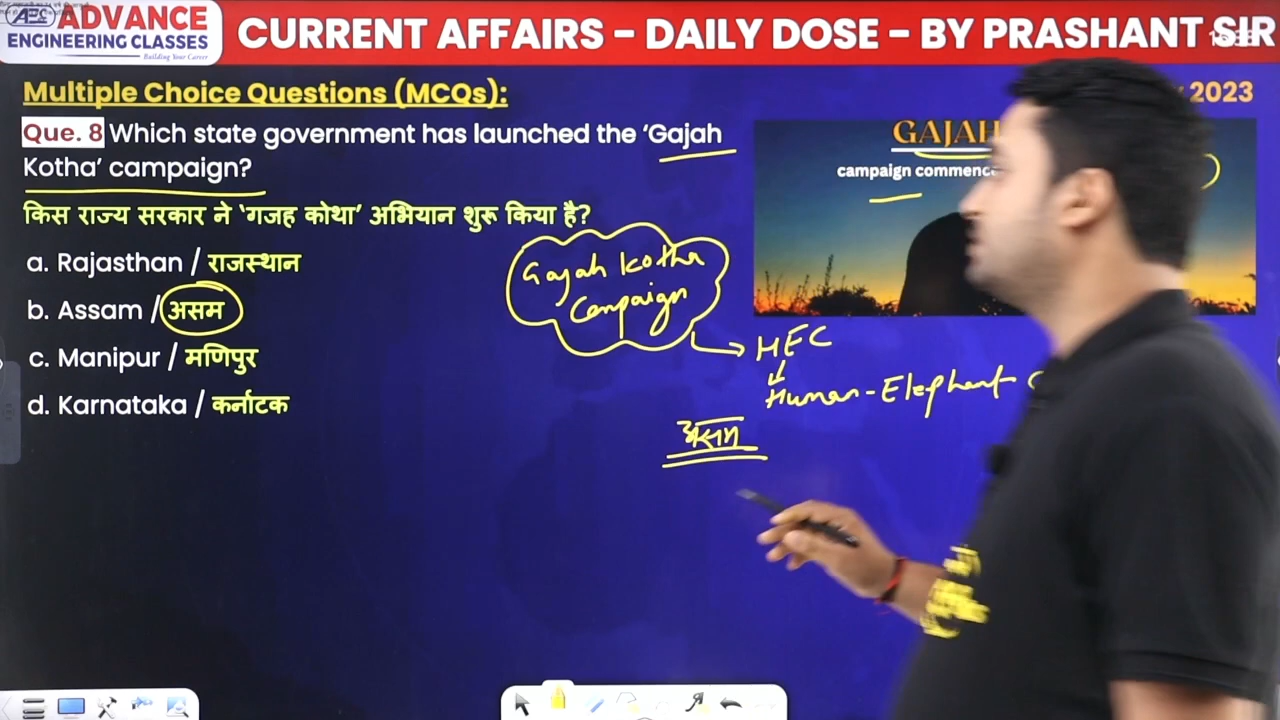 AEC ADVANCE
ENGINEERING CLASSES
Building Your Career
CURRENT AFFAIRS - DAILY DOSE - BY PRASHANT SIR
Multiple Choice Questions (MCQs):
2023
Que. 8 Which state government has launched the ‘Gajah
Kotha’ campaign?
किस राज्य सरकार ने ‘गजह कोथा’ अभियान शुरू किया है?
a. Rajasthan / राजस्थान
b. Assam / असम
c. Manipur / मणिपुर
d. Karnataka / कर्नाटक
GAJAH
campaign
Gajah Kotha
Campaign
HEC
Human-Elephant
असम